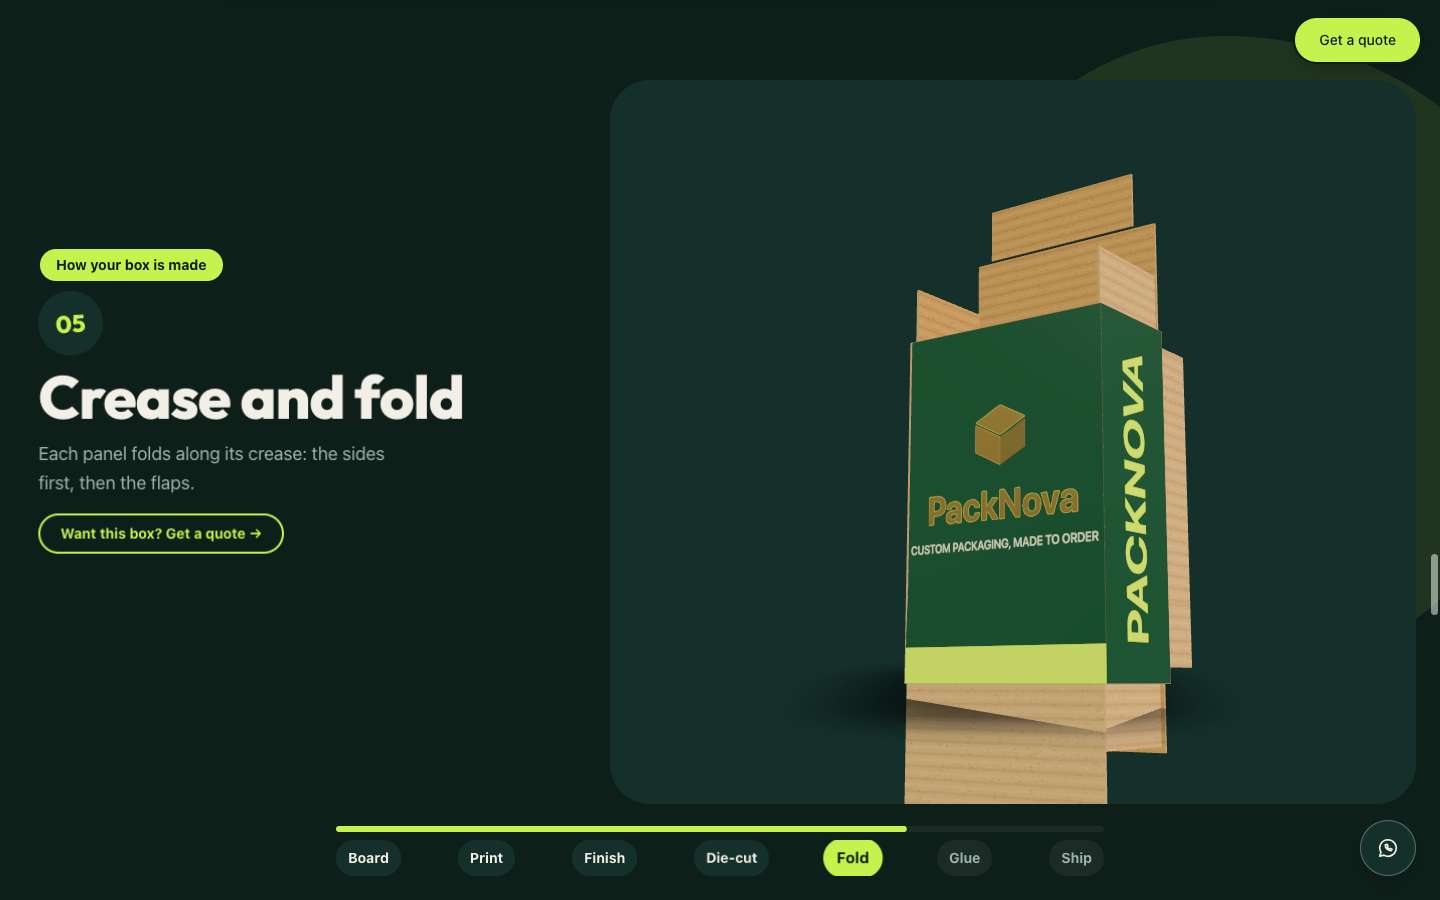 Get a quote
How your box is made
05
Crease and fold
Each panel folds along its crease: the sides
first, then the flaps.
Want this box? Get a quote →
PackNova
CUSTOM PACKAGING, MADE TO ORDER
PACKNOVA
Board
Print
Finish
Die-cut
Fold
Glue
Ship